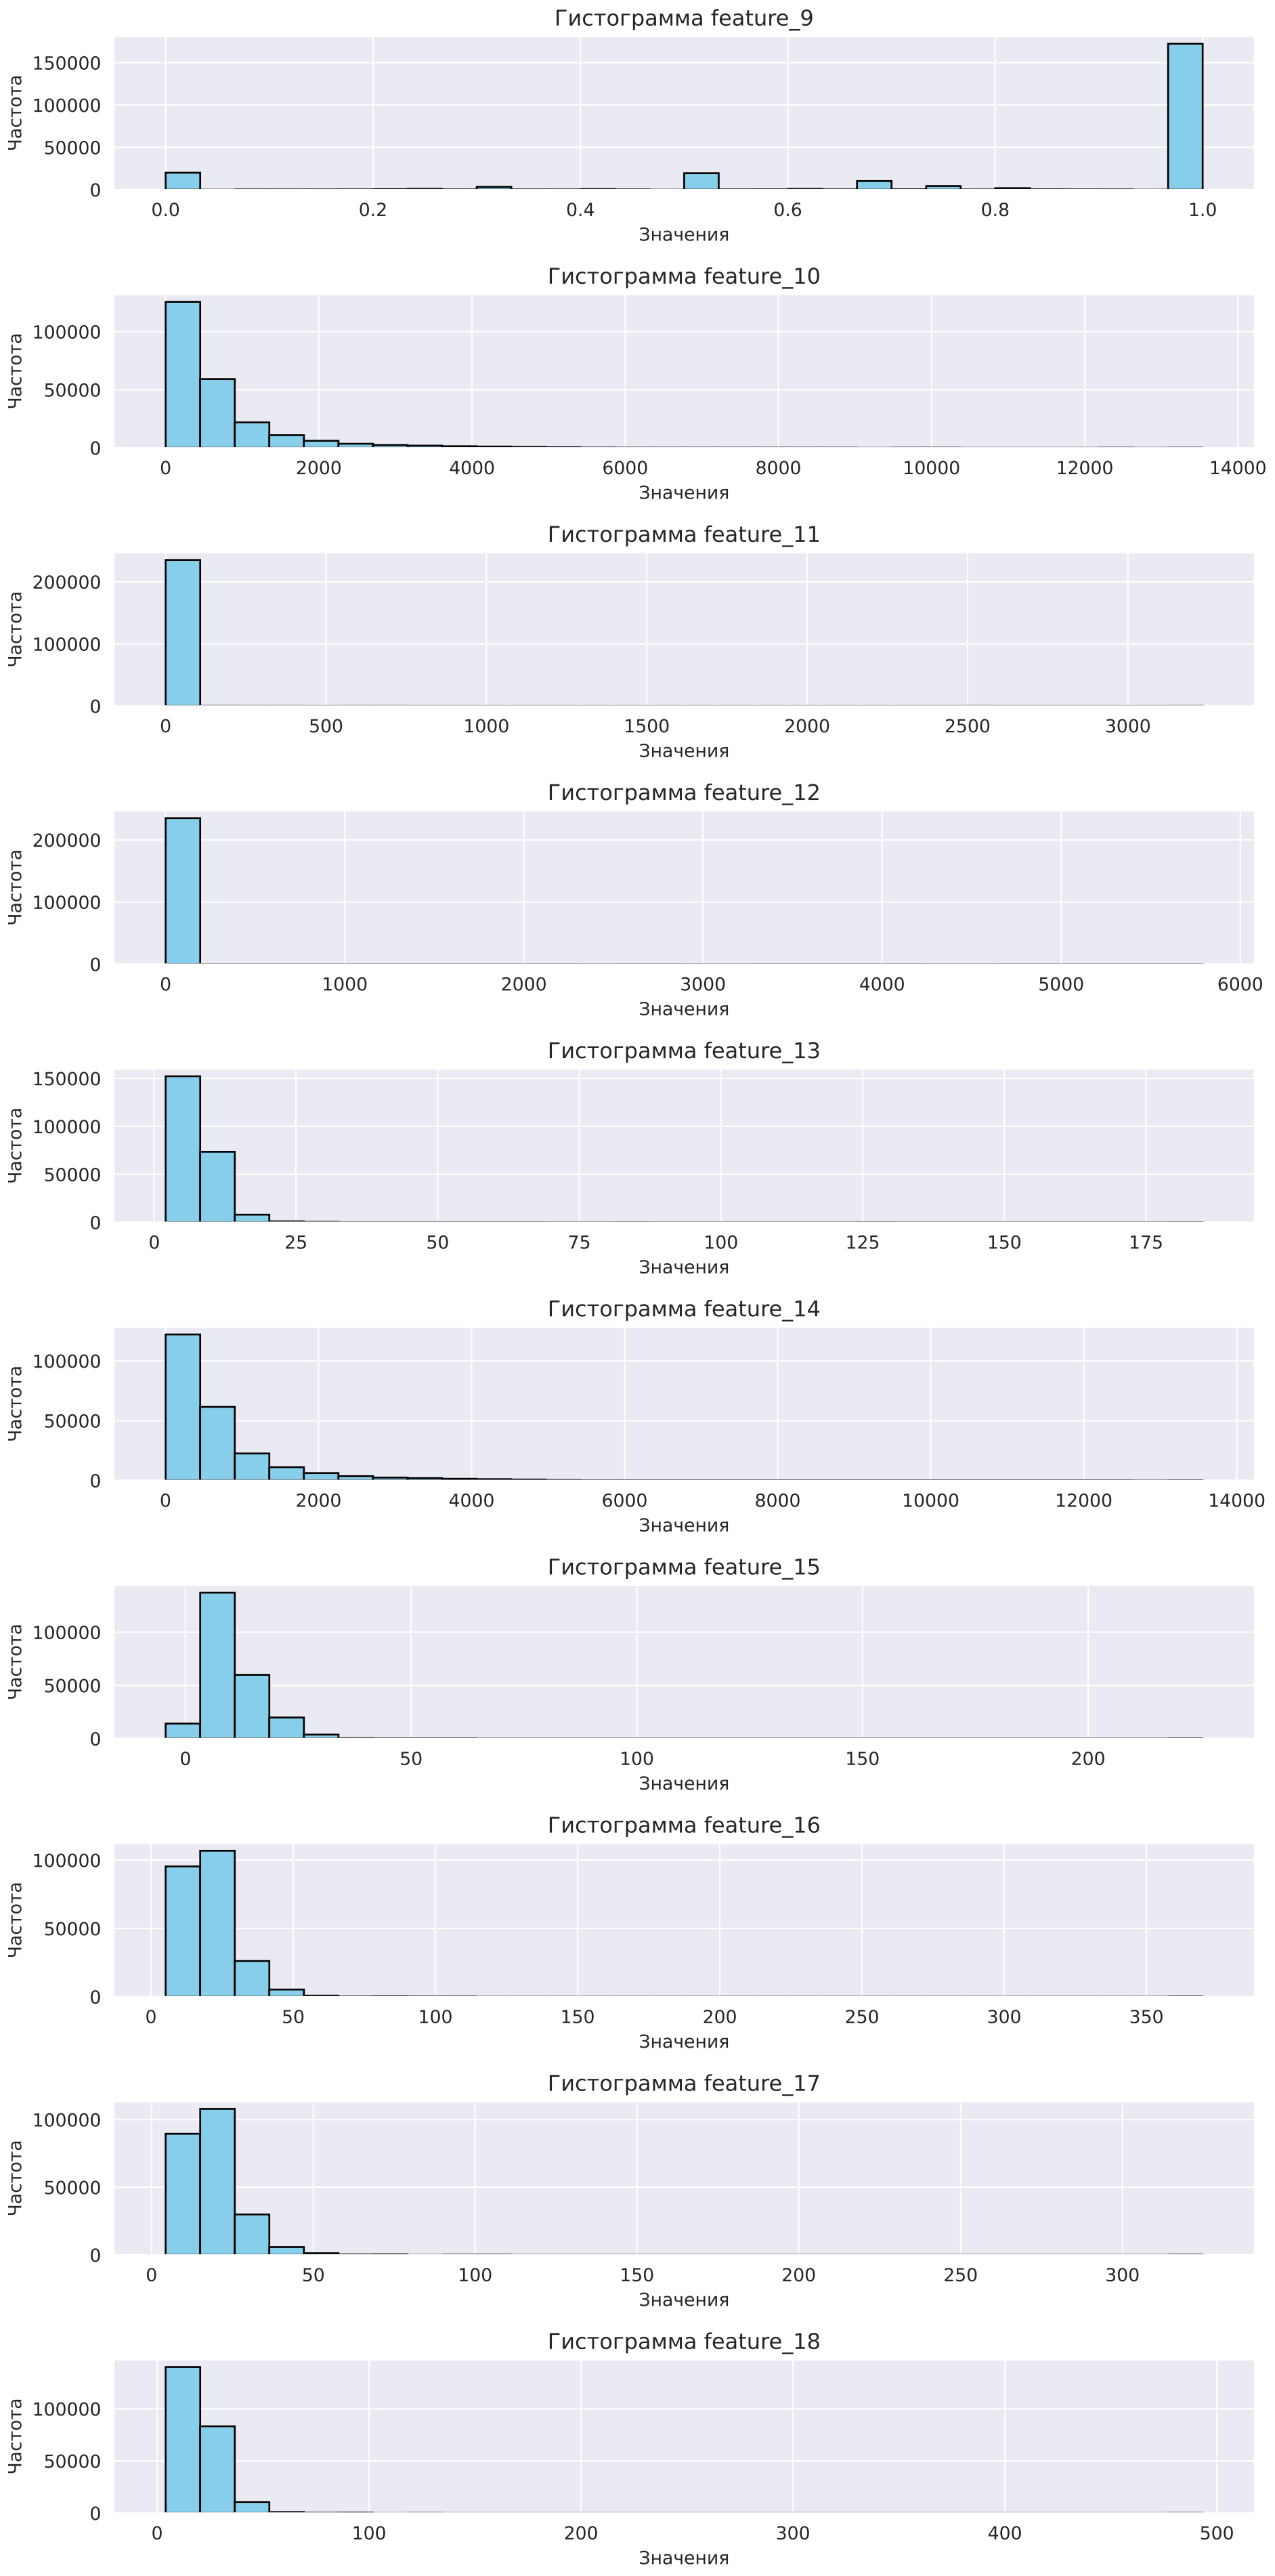 Гистограмма feature_9
Частота
150000
100000
50000
0
0.0 0.2 0.4 0.6 0.8 1.0
Значения
Гистограмма feature_10
Частота
100000
50000
0
0 2000 4000 6000 8000 10000 12000 14000
Значения
Гистограмма feature_11
Частота
200000
100000
0
0 500 1000 1500 2000 2500 3000
Значения
Гистограмма feature_12
Частота
200000
100000
0
0 1000 2000 3000 4000 5000 6000
Значения
Гистограмма feature_13
Частота
150000
100000
50000
0
0 25 50 75 100 125 150 175
Значения
Гистограмма feature_14
Частота
100000
50000
0
0 2000 4000 6000 8000 10000 12000 14000
Значения
Гистограмма feature_15
Частота
100000
50000
0
0 50 100 150 200
Значения
Гистограмма feature_16
Частота
100000
50000
0
0 50 100 150 200 250 300 350
Значения
Гистограмма feature_17
Частота
100000
50000
0
0 50 100 150 200 250 300
Значения
Гистограмма feature_18
Частота
100000
50000
0
0 100 200 300 400 500
Значения